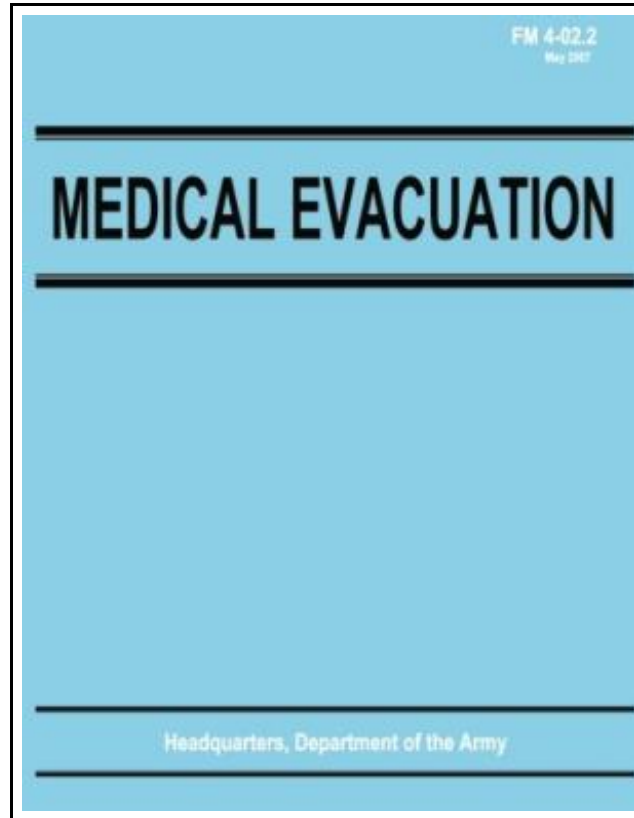 FM 4-02.2
May 2007
MEDICAL EVACUATION
Headquarters, Department of the Army